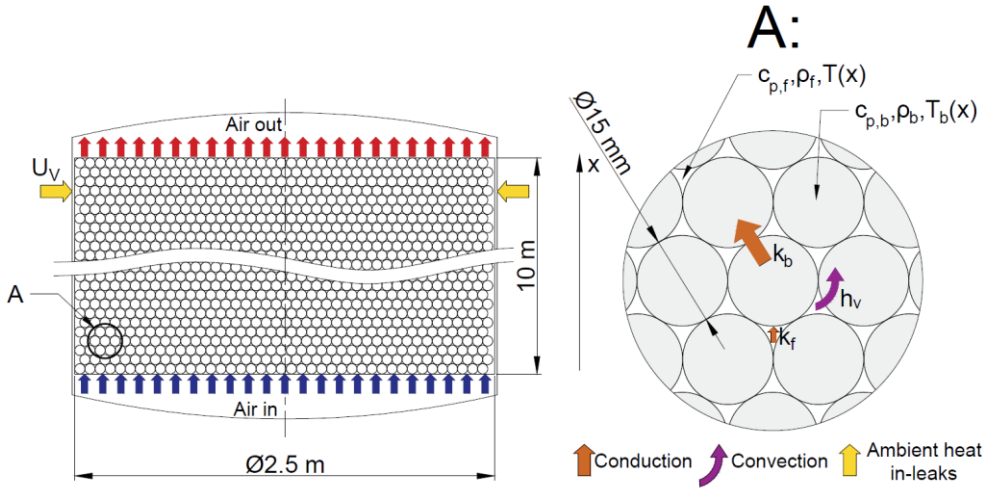 A:
c_p,f,ρ_f,T(x)
Air out
Ø15 mm
c_p,b,ρ_b,T_b(x)
U_V
x
10 m
k_b
A
h_v
k_f
Air in
Ø2.5 m
Conduction
Convection
Ambient heat
in-leaks